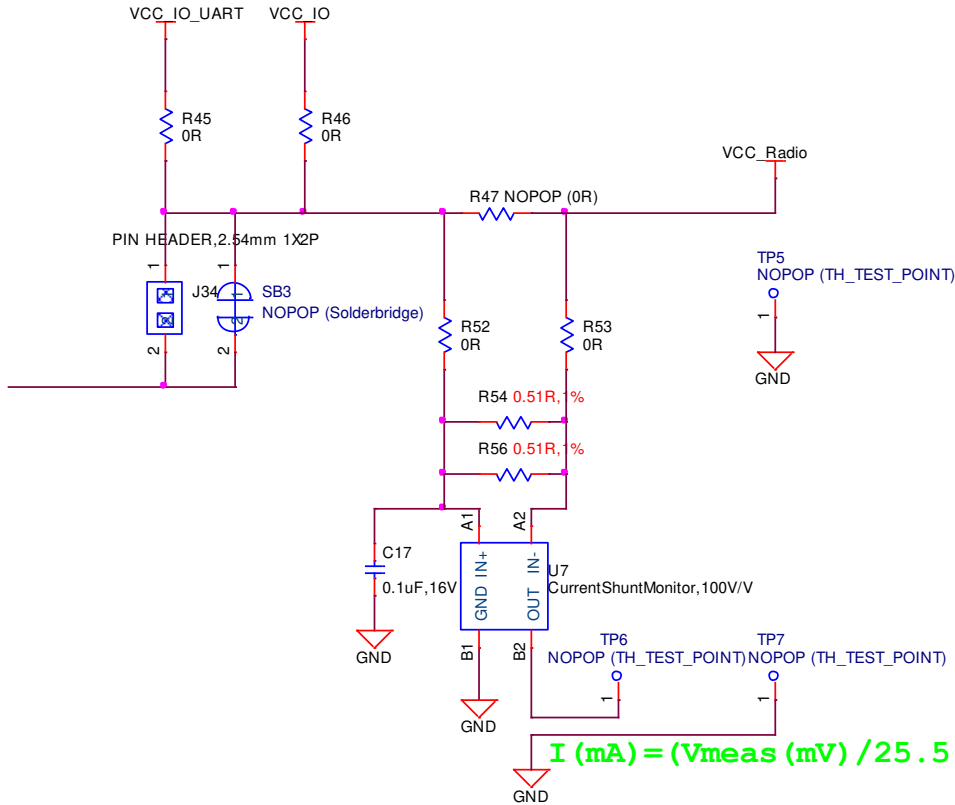 VCC_IO_UART
VCC_IO
R45
0R
R46
0R
VCC_Radio
R47 NOPOP (0R)
PIN HEADER,2.54mm 1X2P
1
2
J34
1
2
1
2
SB3
NOPOP (Solderbridge)
TP5
NOPOP (TH_TEST_POINT)
1
GND
R52
0R
R53
0R
R54 0.51R,1%
R56 0.51R,1%
A1
A2
C17
0.1uF,16V
GND
GND IN+
OUT IN-
U7
CurrentShuntMonitor,100V/V
B1
B2
GND
TP6
NOPOP (TH_TEST_POINT)
1
TP7
NOPOP (TH_TEST_POINT)
1
I(mA)=(Vmeas(mV)/25.5
GND